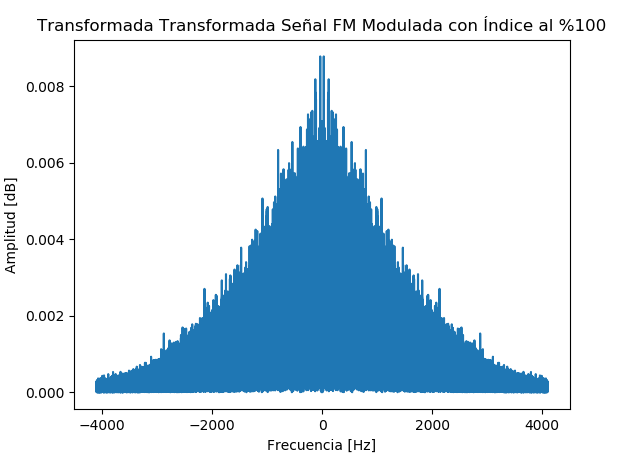 Transformada Transformada Señal FM Modulada con Índice al %100
Amplitud [dB]
0.008
0.006
0.004
0.002
0.000
−4000 −2000 0 2000 4000
Frecuencia [Hz]